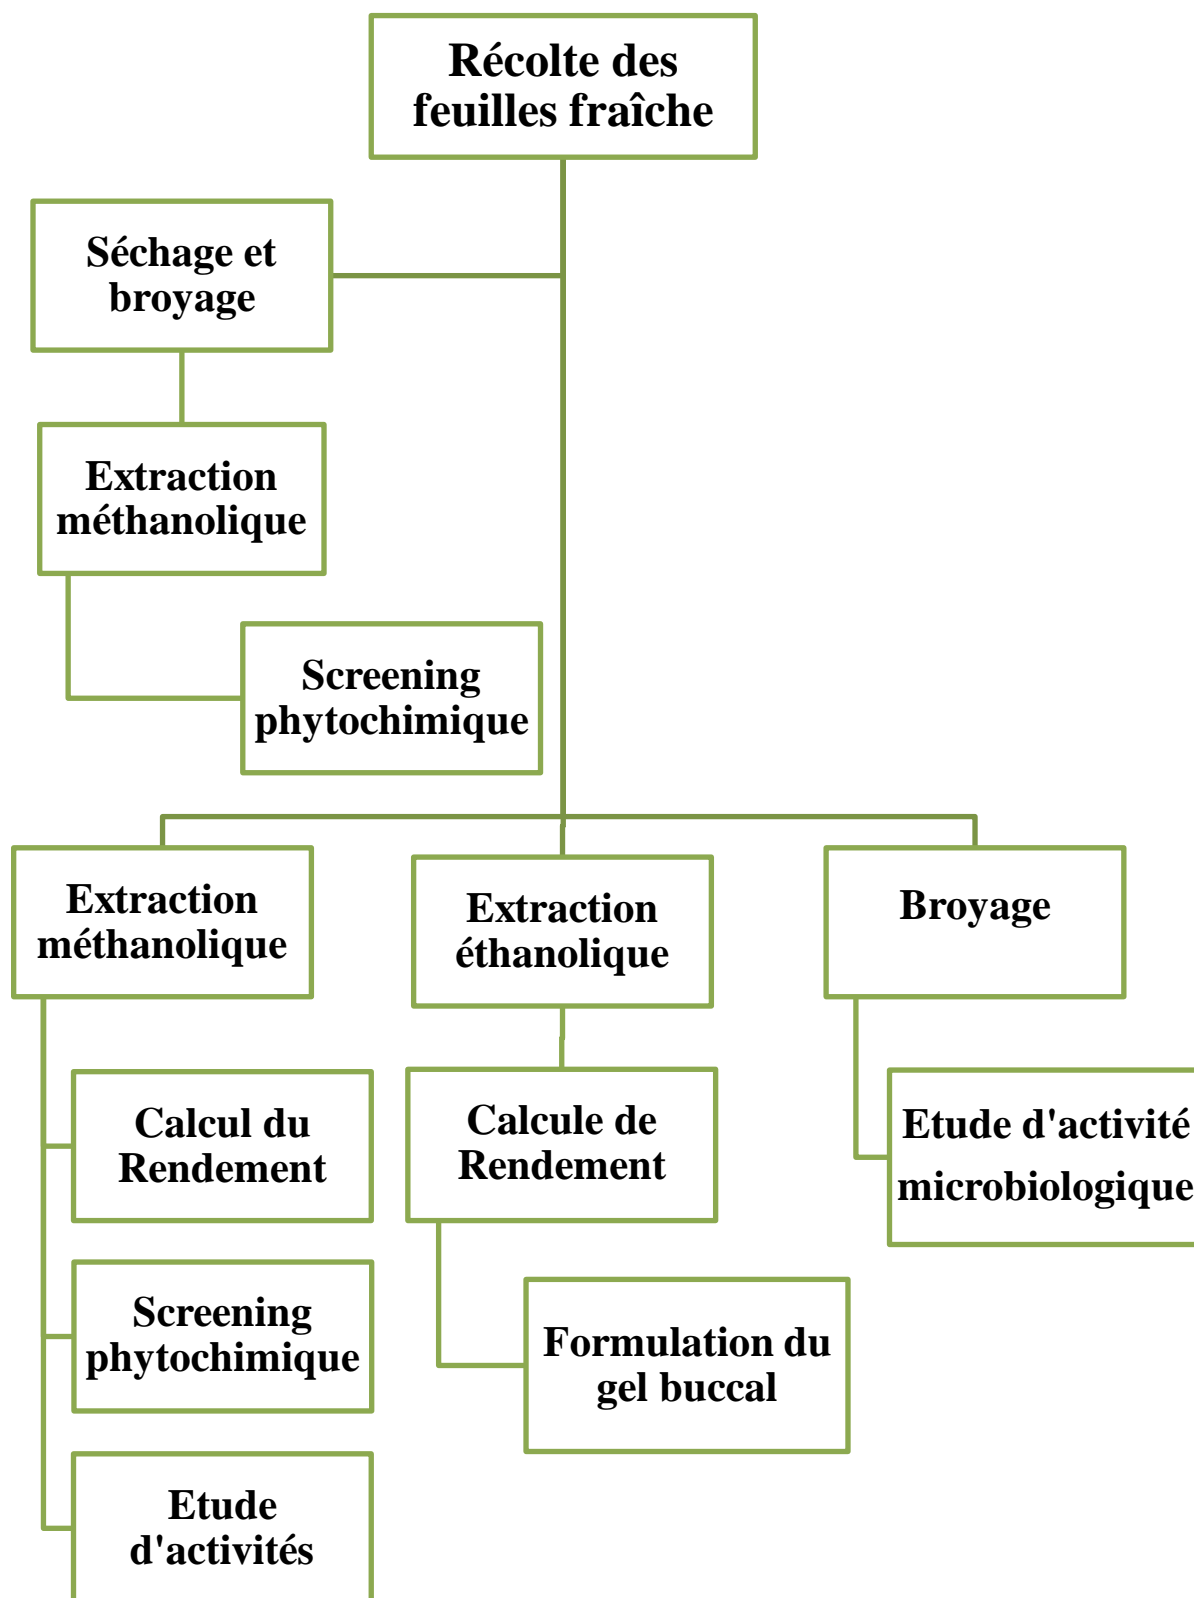 Récolte des
feuilles fraîche
Séchage et
broyage
Extraction
méthanolique
Screening
phytochimique
Extraction
méthanolique
Extraction
éthanolique
Broyage
Calcul du
Rendement
Calcule de
Rendement
Etude d'activité
microbiologique
Screening
phytochimique
Formulation du
gel buccal
Etude
d'activités